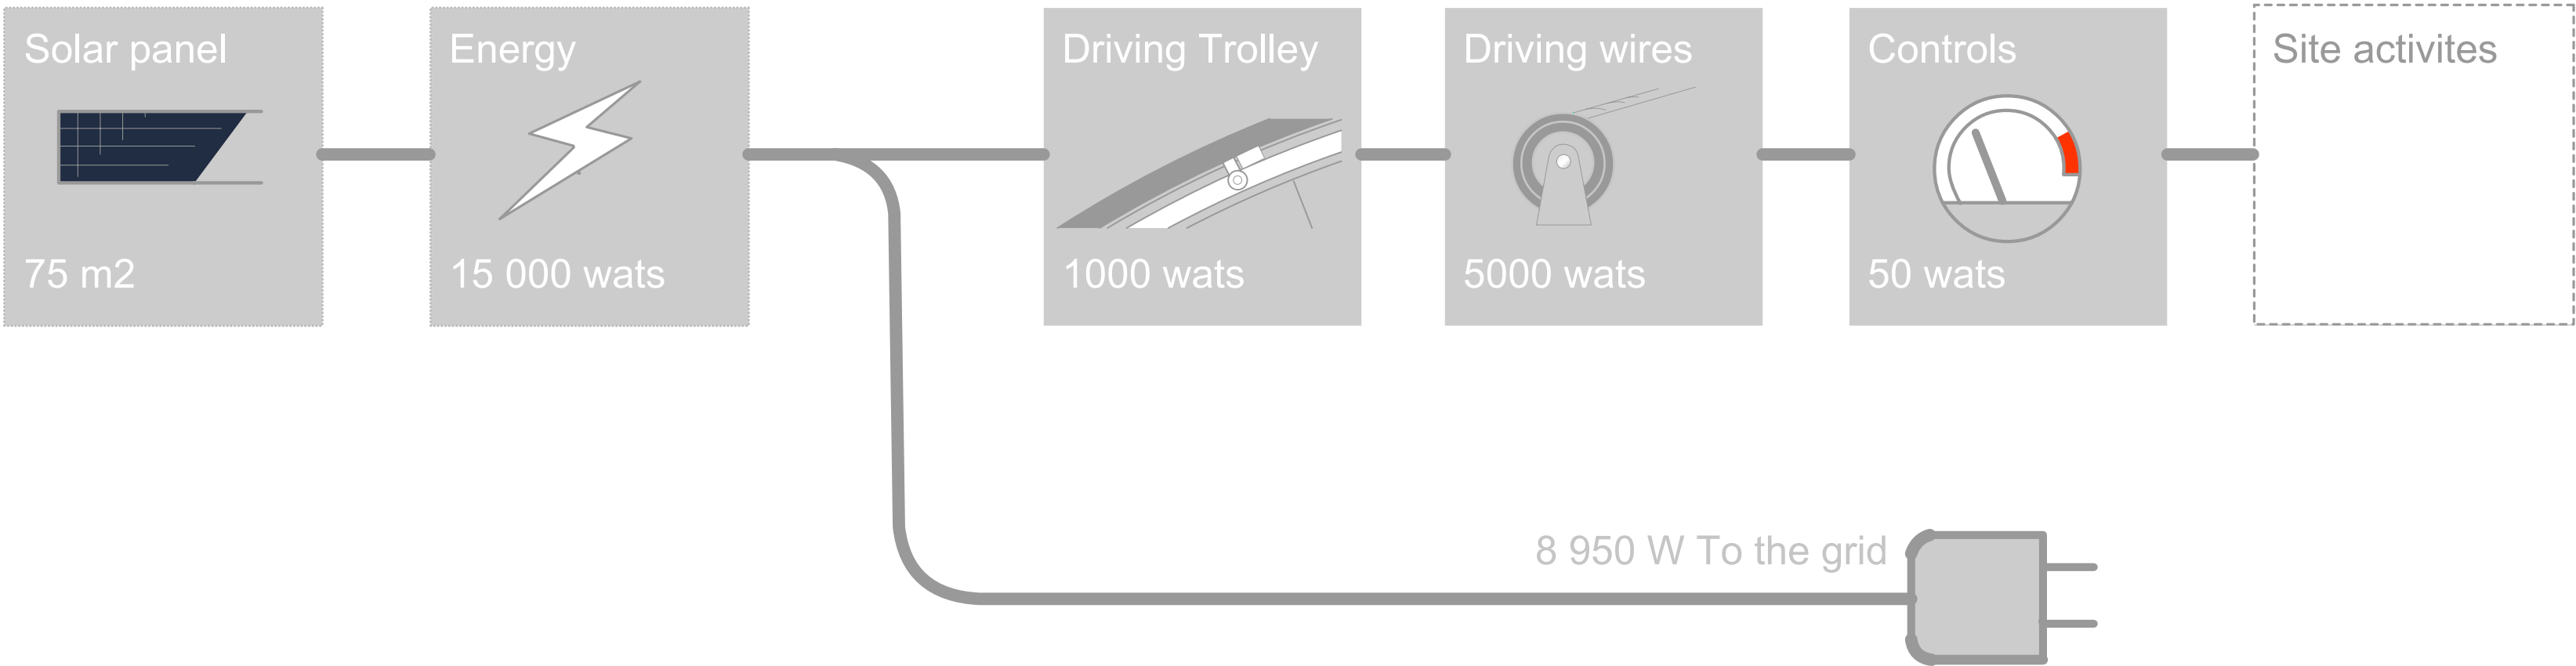 Solar panel
75 m2
Energy
15 000 wats
Driving Trolley
1000 wats
Driving wires
5000 wats
Controls
50 wats
Site activites
8 950 W To the grid